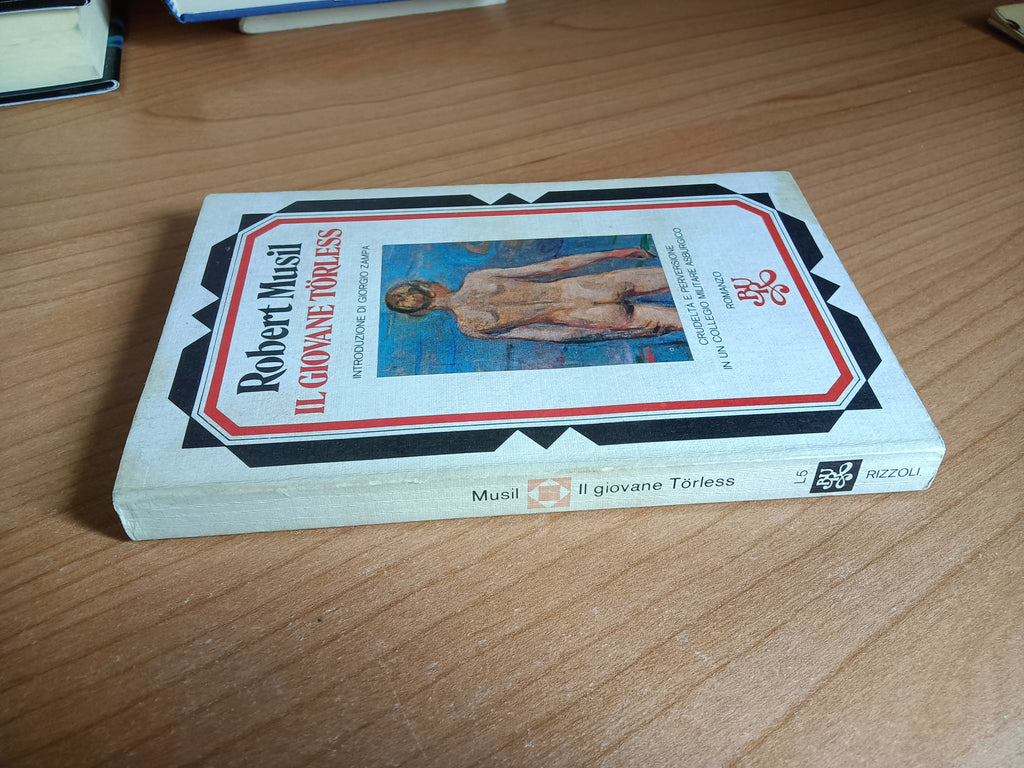 Robert Musil
IL GIOVANE TÖRLESS
INTRODUZIONE DI GIORGIO ZAMPA
CRUDELTÀ E PERVERSIONE
IN UN COLLEGIO MILITARE ASBURGICO
ROMANZO
BUR
Musil Il giovane Törless L5 BUR RIZZOLI